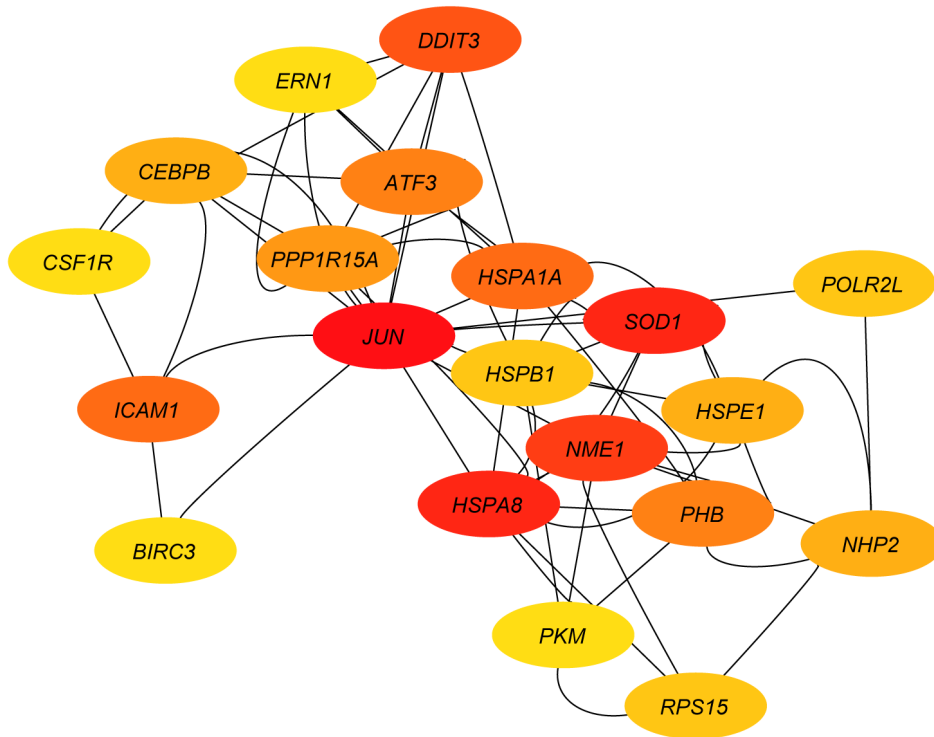 DDIT3
ERN1
CEBPB
ATF3
CSF1R
PPP1R15A
HSPA1A
POLR2L
JUN
SOD1
HSPB1
ICAM1
HSPE1
NME1
HSPA8
PHB
BIRC3
NHP2
PKM
RPS15